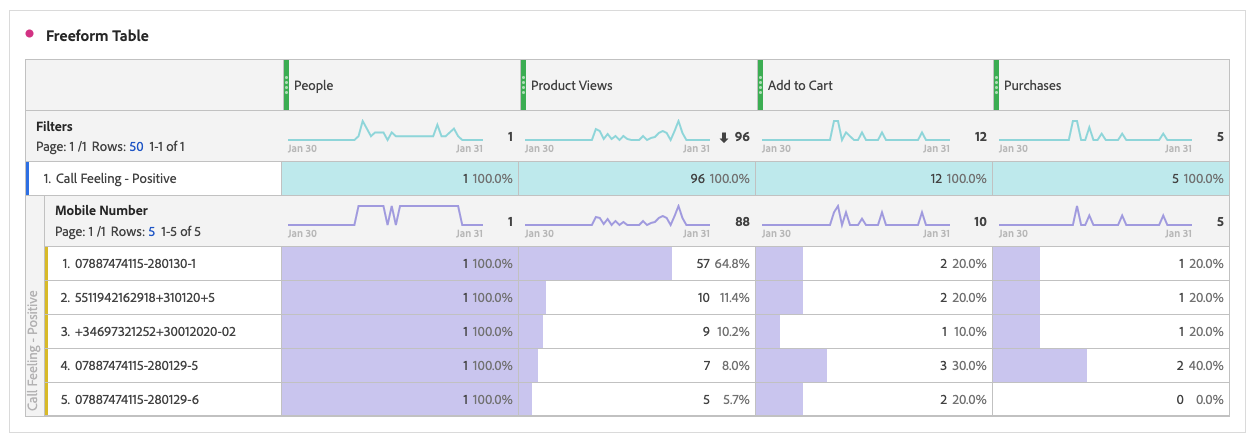 Freeform Table
People Product Views Add to Cart Purchases
Filters
Page: 1 /1 Rows: 50 1-1 of 1
1 96 12 5
Jan 30 Jan 31 Jan 30 Jan 31 Jan 30 Jan 31 Jan 30 Jan 31
1. Call Feeling - Positive 1 100.0% 96 100.0% 12 100.0% 5 100.0%
Mobile Number
Page: 1 /1 Rows: 5 1-5 of 5
1 88 10 5
Jan 30 Jan 31 Jan 30 Jan 31 Jan 30 Jan 31 Jan 30 Jan 31
Call Feeling - Positive
1. 07887474115-280130-1 1 100.0% 57 64.8% 2 20.0% 1 20.0%
2. 5511942162918+310120+5 1 100.0% 10 11.4% 2 20.0% 1 20.0%
3. +34697321252+30012020-02 1 100.0% 9 10.2% 1 10.0% 1 20.0%
4. 07887474115-280129-5 1 100.0% 7 8.0% 3 30.0% 2 40.0%
5. 07887474115-280129-6 1 100.0% 5 5.7% 2 20.0% 0 0.0%